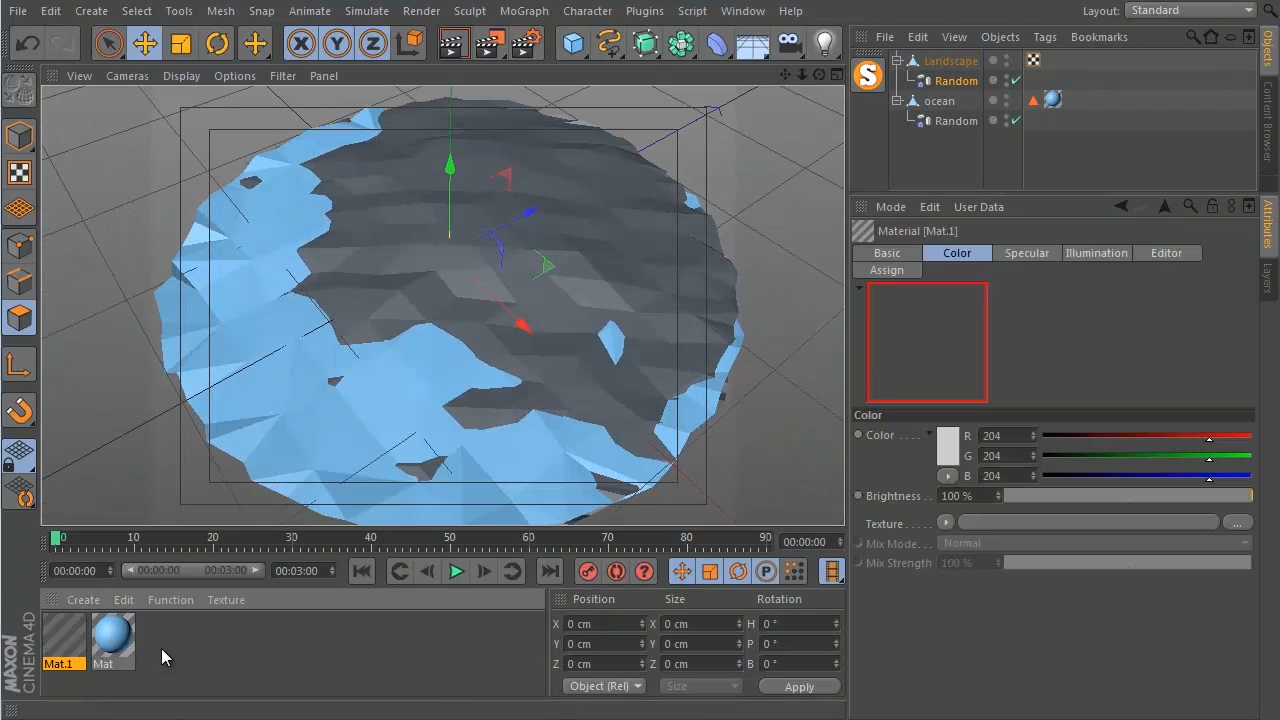 File Edit Create Select Tools Mesh Snap Animate Simulate Render Sculpt MoGraph Character Plugins Script Window Help Layout: Standard
X Y Z
File Edit View Objects Tags Bookmarks
View Cameras Display Options Filter Panel
Landscape
Random
ocean
Random
Objects
Content Browser
Mode Edit User Data
Material [Mat.1]
Basic Color Specular Illumination Editor
Assign
Attributes
Layers
Color
Color R 204
G 204
B 204
Brightness 100 %
Texture ...
Mix Mode Normal
Mix Strength 100 %
0 10 20 30 40 50 60 70 80 90 00:00:00
00:00:00 00:00:00 00:03:00 00:03:00
P
Create Edit Function Texture
Mat.1 Mat
Position Size Rotation
X 0 cm X 0 cm H 0 °
Y 0 cm Y 0 cm P 0 °
Z 0 cm Z 0 cm B 0 °
Object (Rel) Size Apply
MAXON
CINEMA 4D